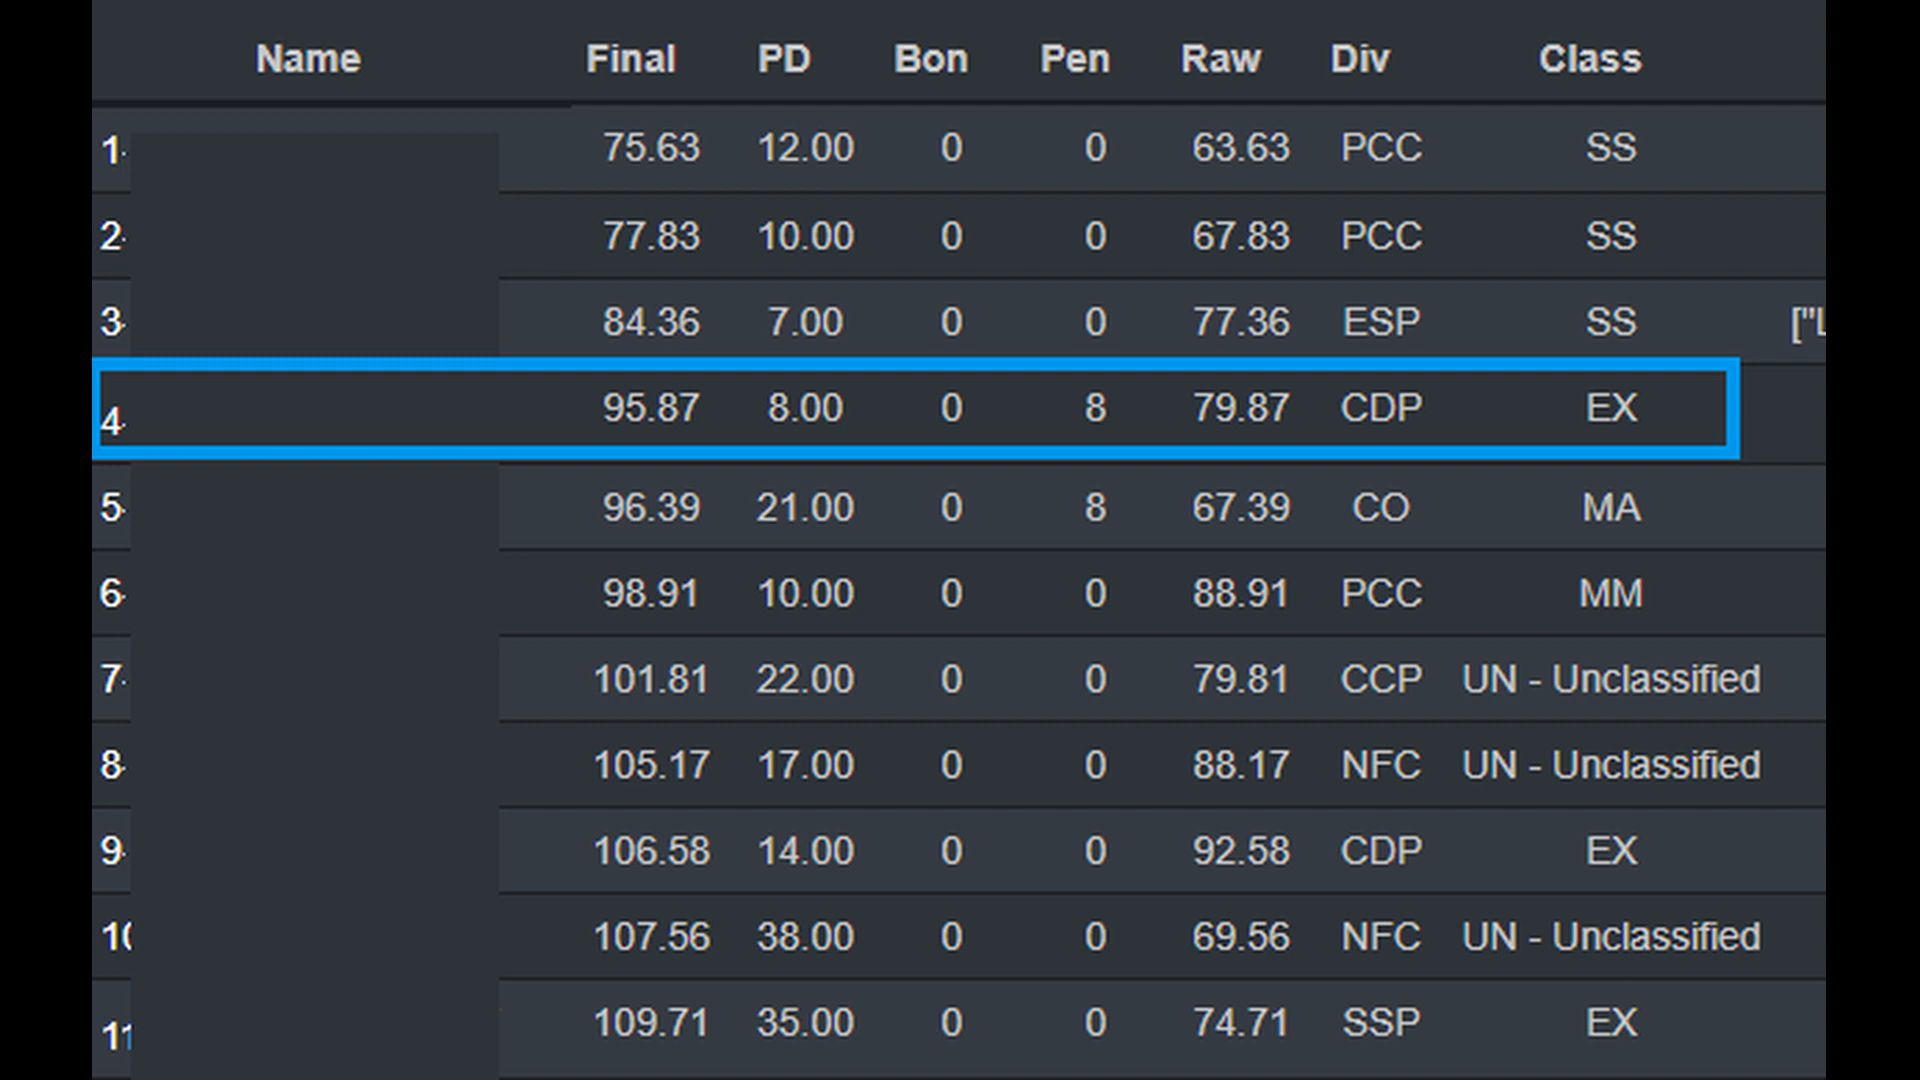 Name Final PD Bon Pen Raw Div Class
1. 75.63 12.00 0 0 63.63 PCC SS
2. 77.83 10.00 0 0 67.83 PCC SS
3. 84.36 7.00 0 0 77.36 ESP SS ["L
4. 95.87 8.00 0 8 79.87 CDP EX
5. 96.39 21.00 0 8 67.39 CO MA
6. 98.91 10.00 0 0 88.91 PCC MM
7. 101.81 22.00 0 0 79.81 CCP UN - Unclassified
8. 105.17 17.00 0 0 88.17 NFC UN - Unclassified
9. 106.58 14.00 0 0 92.58 CDP EX
10 107.56 38.00 0 0 69.56 NFC UN - Unclassified
11 109.71 35.00 0 0 74.71 SSP EX